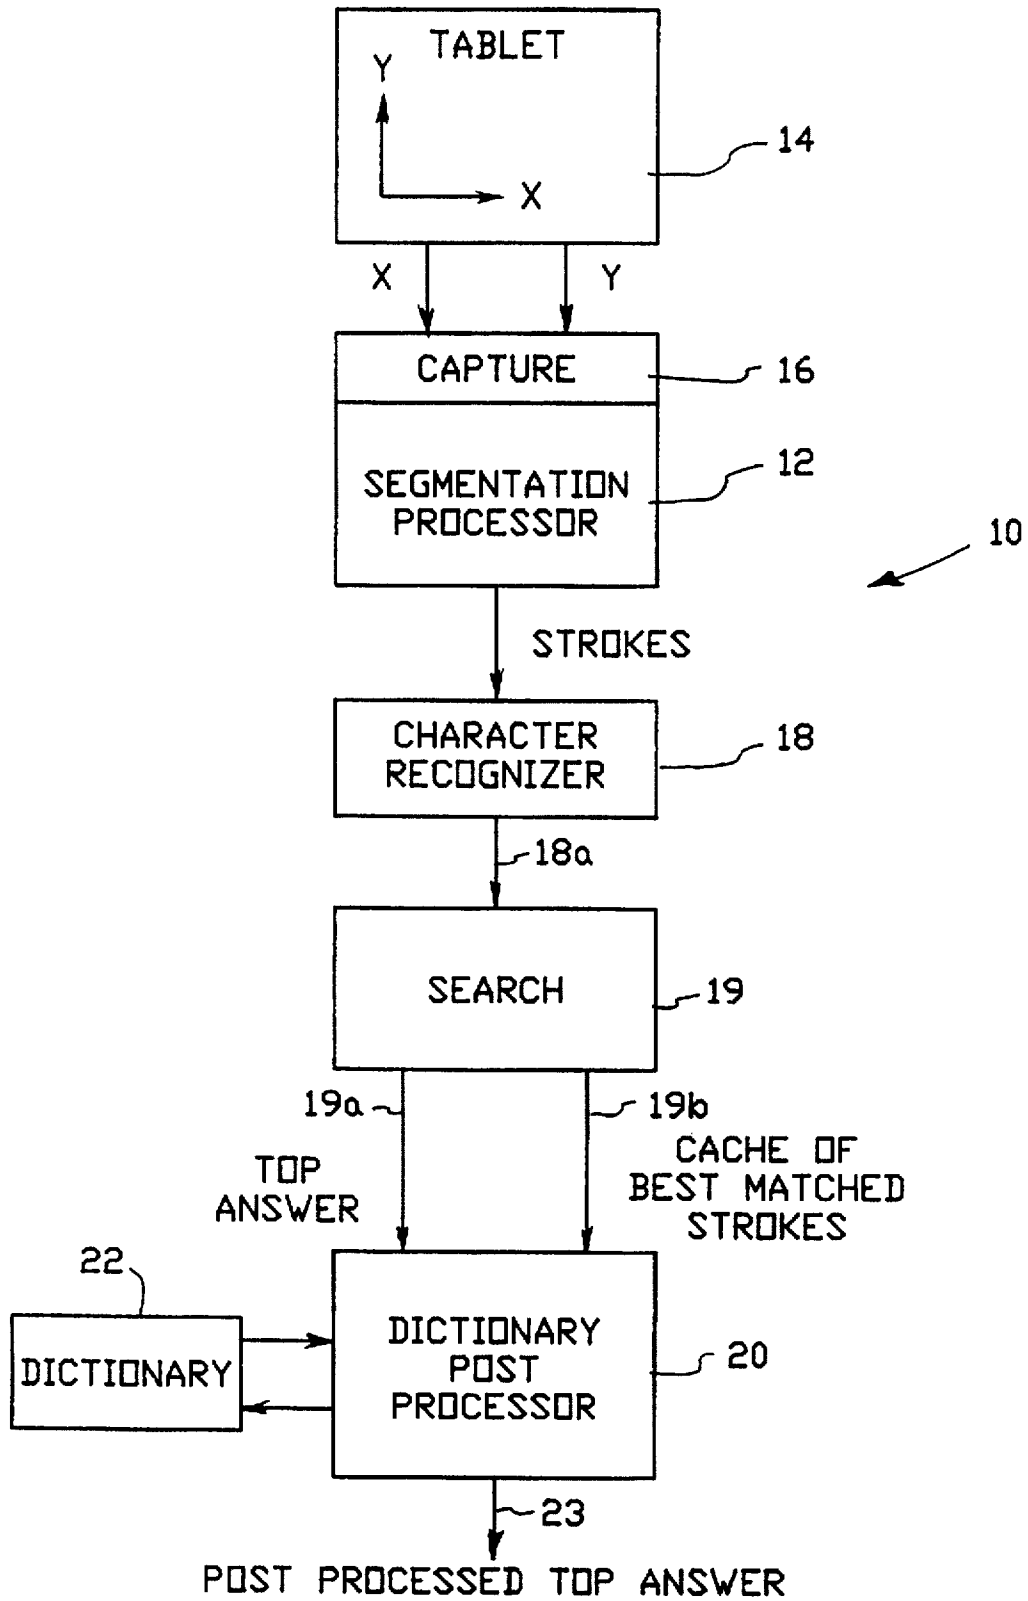 TABLET
Y
14
X
X
Y
CAPTURE
16
12
SEGMENTATION
PROCESSOR
10
STROKES
CHARACTER
RECOGNIZER
18
18a
SEARCH
19
19a
19b
TOP
ANSWER
CACHE OF
BEST MATCHED
STROKES
22
DICTIONARY
DICTIONARY
POST
PROCESSOR
20
23
POST PROCESSED TOP ANSWER